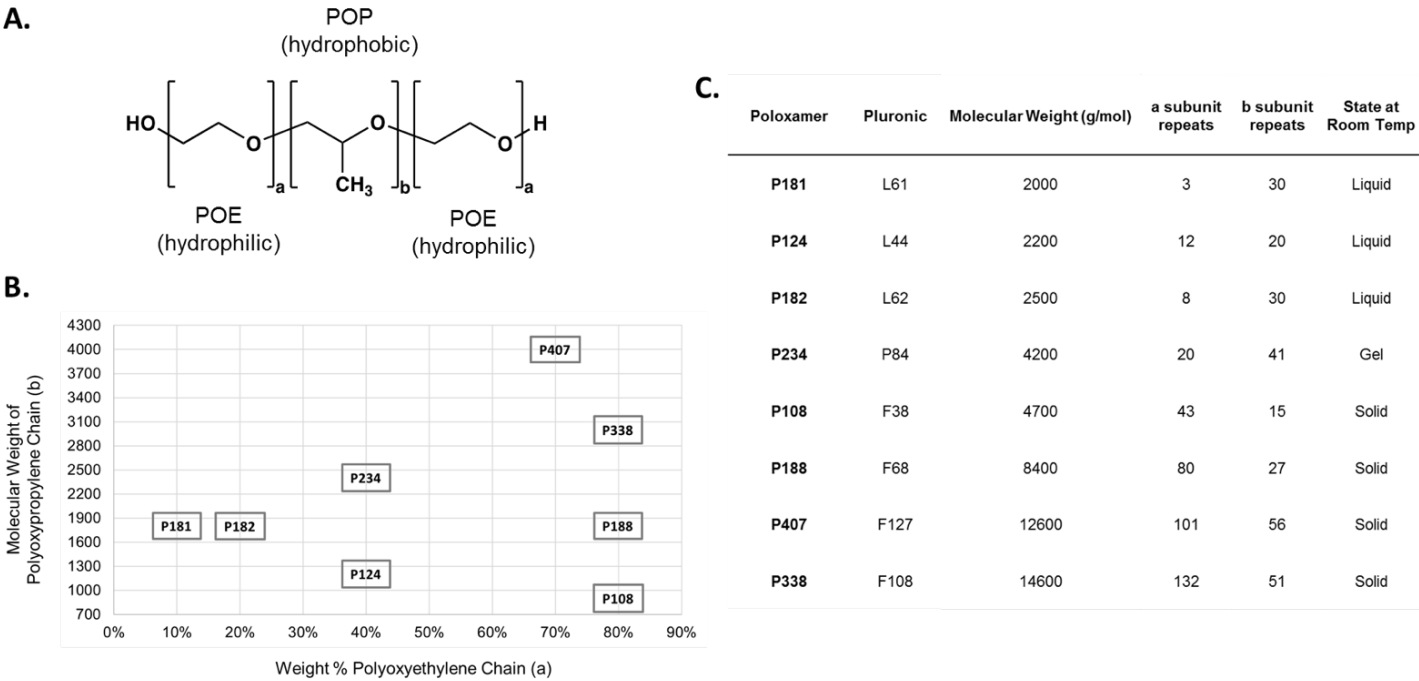 A.
POP
(hydrophobic)
HO
O
a
CH₃
O
b
O
H
a
POE
(hydrophilic)
POE
(hydrophilic)
B.
Molecular Weight of
Polyoxypropylene Chain (b)
4300
4000
3700
3400
3100
2800
2500
2200
1900
1600
1300
1000
700
0% 10% 20% 30% 40% 50% 60% 70% 80% 90%
P407
P338
P234
P181
P182
P188
P124
P108
Weight % Polyoxyethylene Chain (a)
C.
Poloxamer Pluronic Molecular Weight (g/mol) a subunit repeats b subunit repeats State at Room Temp
P181 L61 2000 3 30 Liquid
P124 L44 2200 12 20 Liquid
P182 L62 2500 8 30 Liquid
P234 P84 4200 20 41 Gel
P108 F38 4700 43 15 Solid
P188 F68 8400 80 27 Solid
P407 F127 12600 101 56 Solid
P338 F108 14600 132 51 Solid